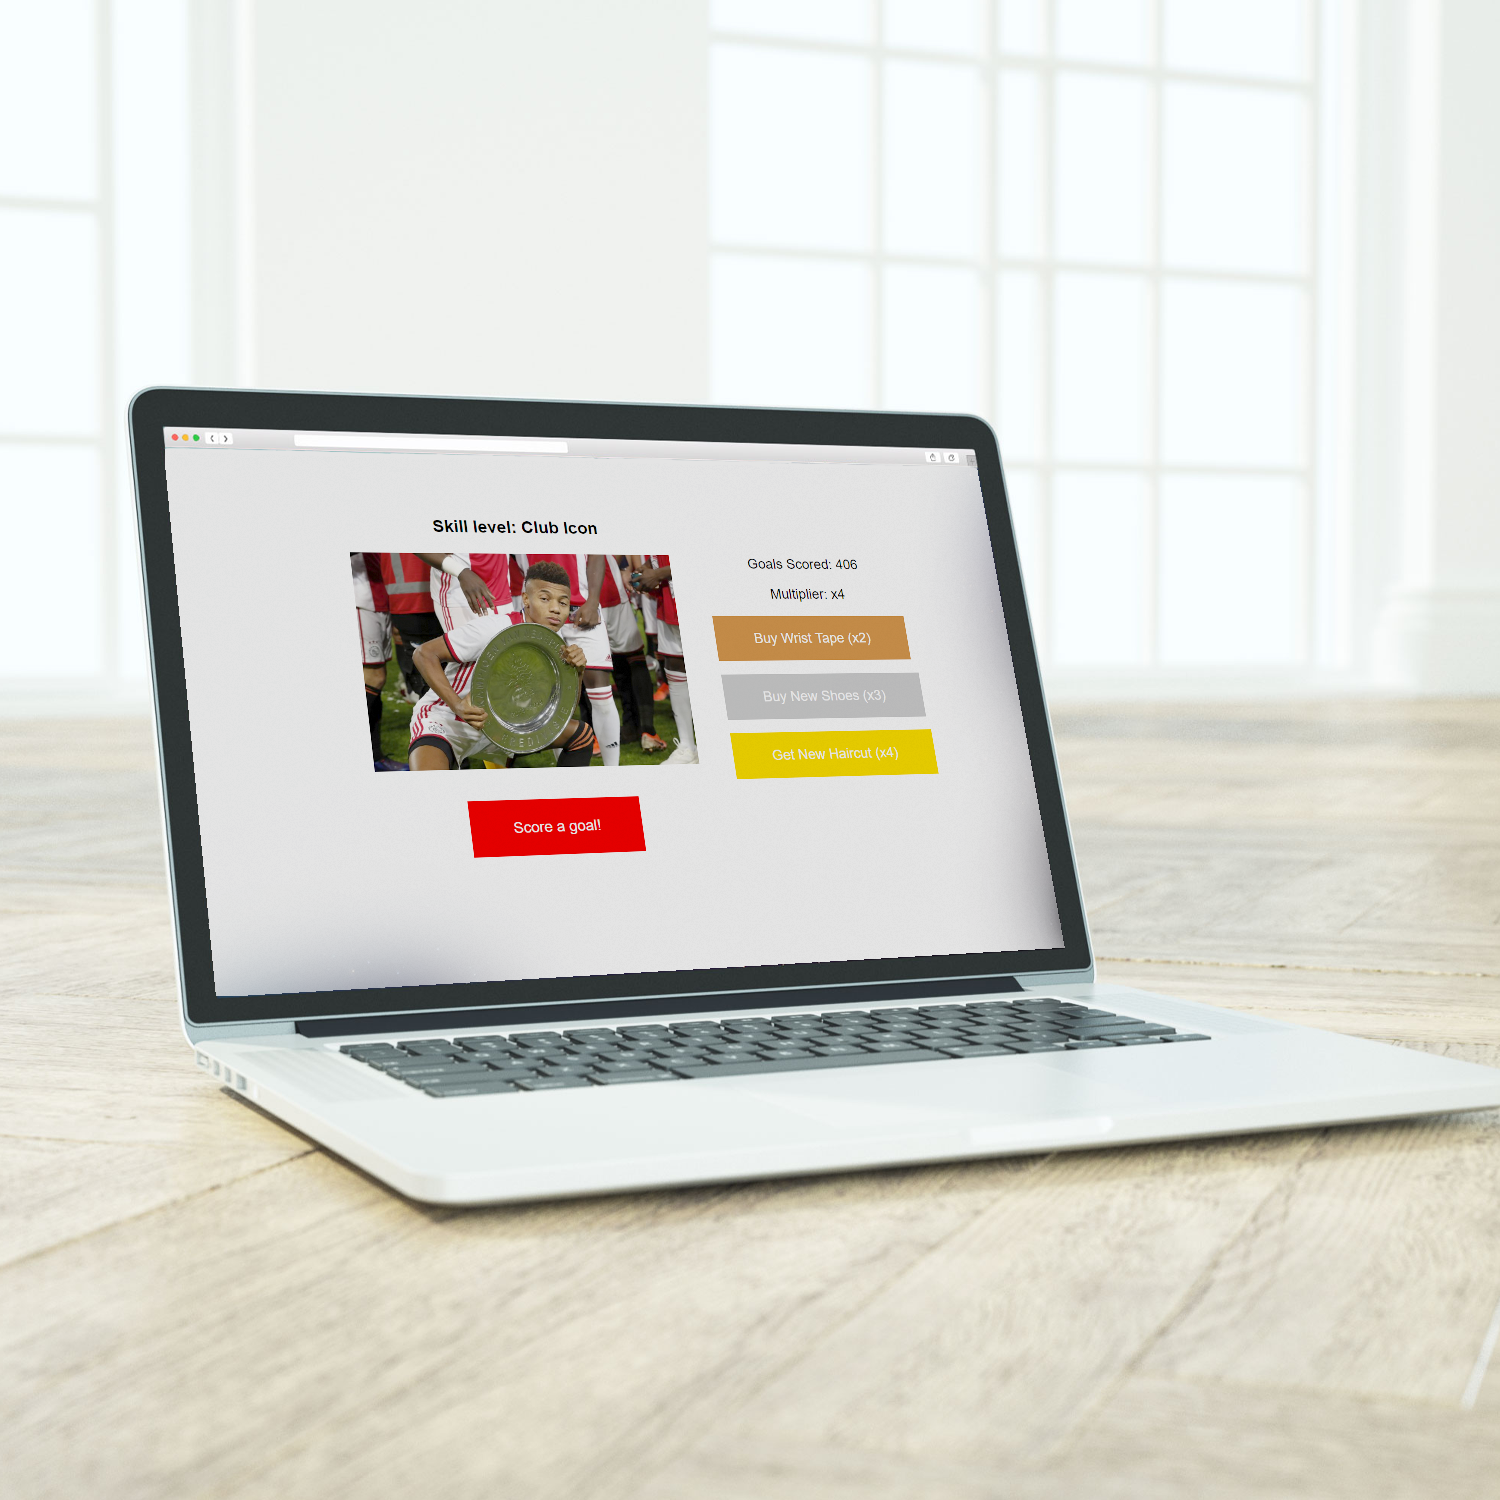 Skill level: Club Icon
Goals Scored: 406
Multiplier: x4
Buy Wrist Tape (x2)
Buy New Shoes (x3)
Get New Haircut (x4)
Score a goal!